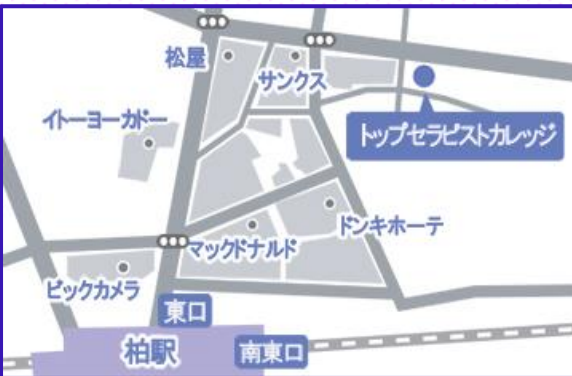 松屋
サンクス
イトーヨーカドー
トップセラピストカレッジ
ドンキホーテ
マックドナルド
ビックカメラ
東口
柏駅
南東口